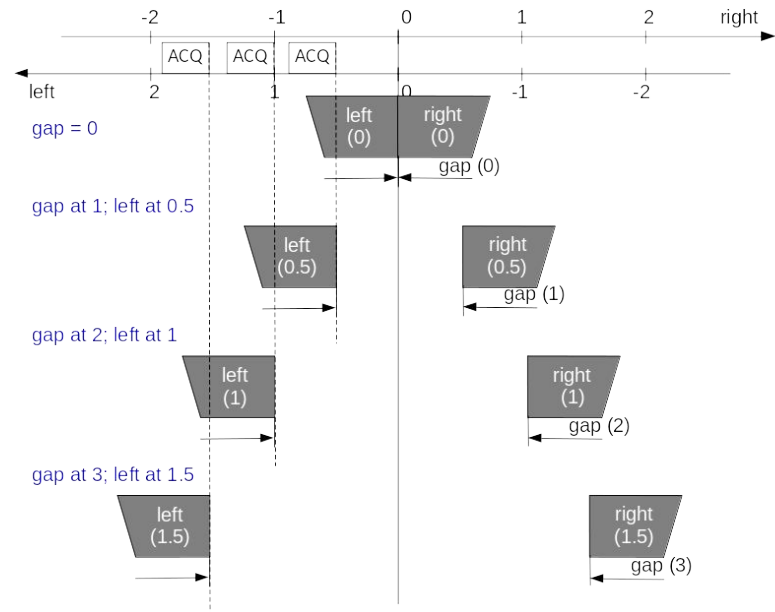 -2 -1 0 1 2 right
ACQ ACQ ACQ
left 2 1 0 -1 -2
gap = 0
left (0)
right (0)
gap (0)
gap at 1; left at 0.5
left (0.5)
right (0.5)
gap (1)
gap at 2; left at 1
left (1)
right (1)
gap (2)
gap at 3; left at 1.5
left (1.5)
right (1.5)
gap (3)